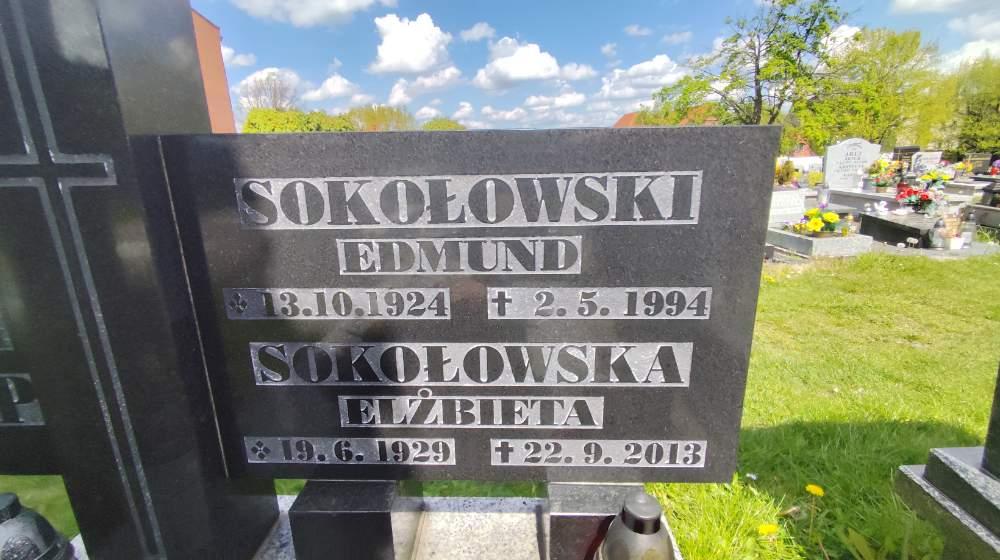 SOKOŁOWSKI
EDMUND
13.10.1924 ✝ 2.5.1994
SOKOŁOWSKA
ELŻBIETA
19.6.1929 ✝ 22.9.2013
P